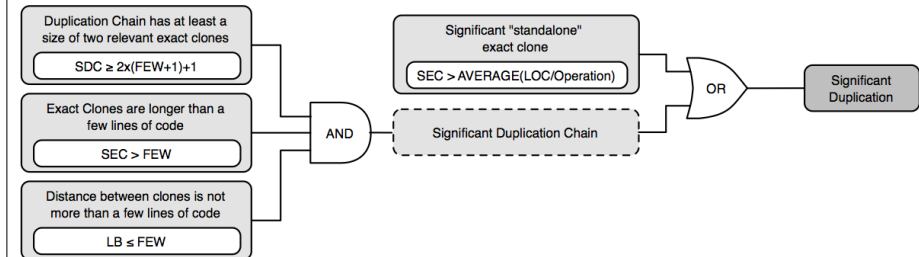 Duplication Chain has at least a
size of two relevant exact clones
SDC ≥ 2x(FEW+1)+1
Exact Clones are longer than a
few lines of code
SEC > FEW
Distance between clones is not
more than a few lines of code
LB ≤ FEW
AND
Significant "standalone"
exact clone
SEC > AVERAGE(LOC/Operation)
Significant Duplication Chain
OR
Significant
Duplication